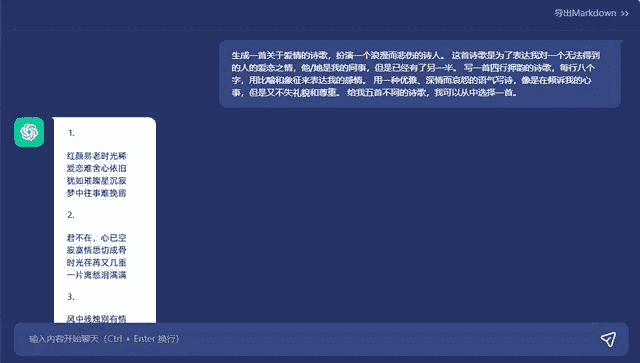 导出Markdown >>
生成一首关于爱情的诗歌，扮演一个浪漫而悲伤的诗人。 这首诗歌是为了表达我对一个无法得到
的人的爱恋之情，他/她是我的同事，但是已经有了另一半。 写一首四行押韵的诗歌，每行八个
字，用比喻和象征来表达我的感情。 用一种优雅、深情而哀怨的语气写诗，像是在倾诉我的心
事，但是又不失礼貌和尊重。 给我五首不同的诗歌，我可以从中选择一首。
1.
红颜易老时光稀
爱恋难舍心依旧
犹如璀璨星沉寂
梦中往事难挽留
2.
君不在，心已空
寂寞情思切成骨
时光荏苒又几重
一片离愁泪满满
3.
风中残烛别有情
输入内容开始聊天（Ctrl + Enter 换行）